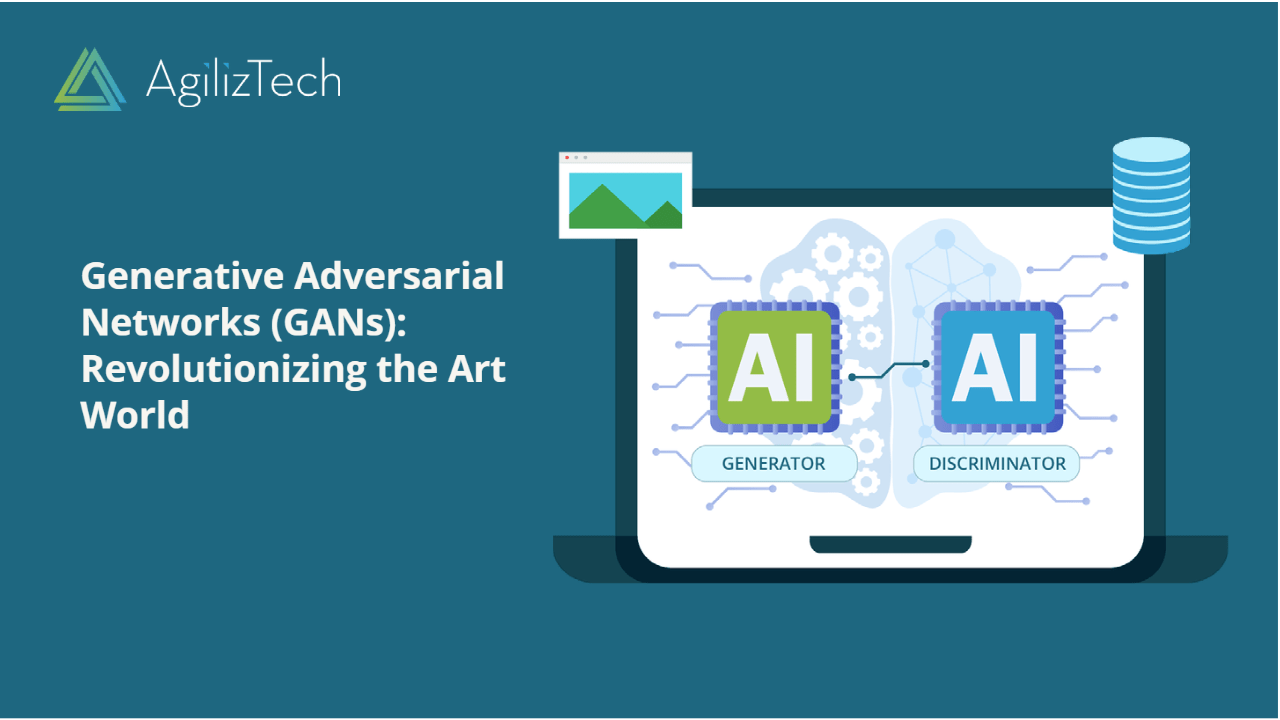 AgilizTech
Generative Adversarial
Networks (GANs):
Revolutionizing the Art
World
AI
AI
GENERATOR
DISCRIMINATOR